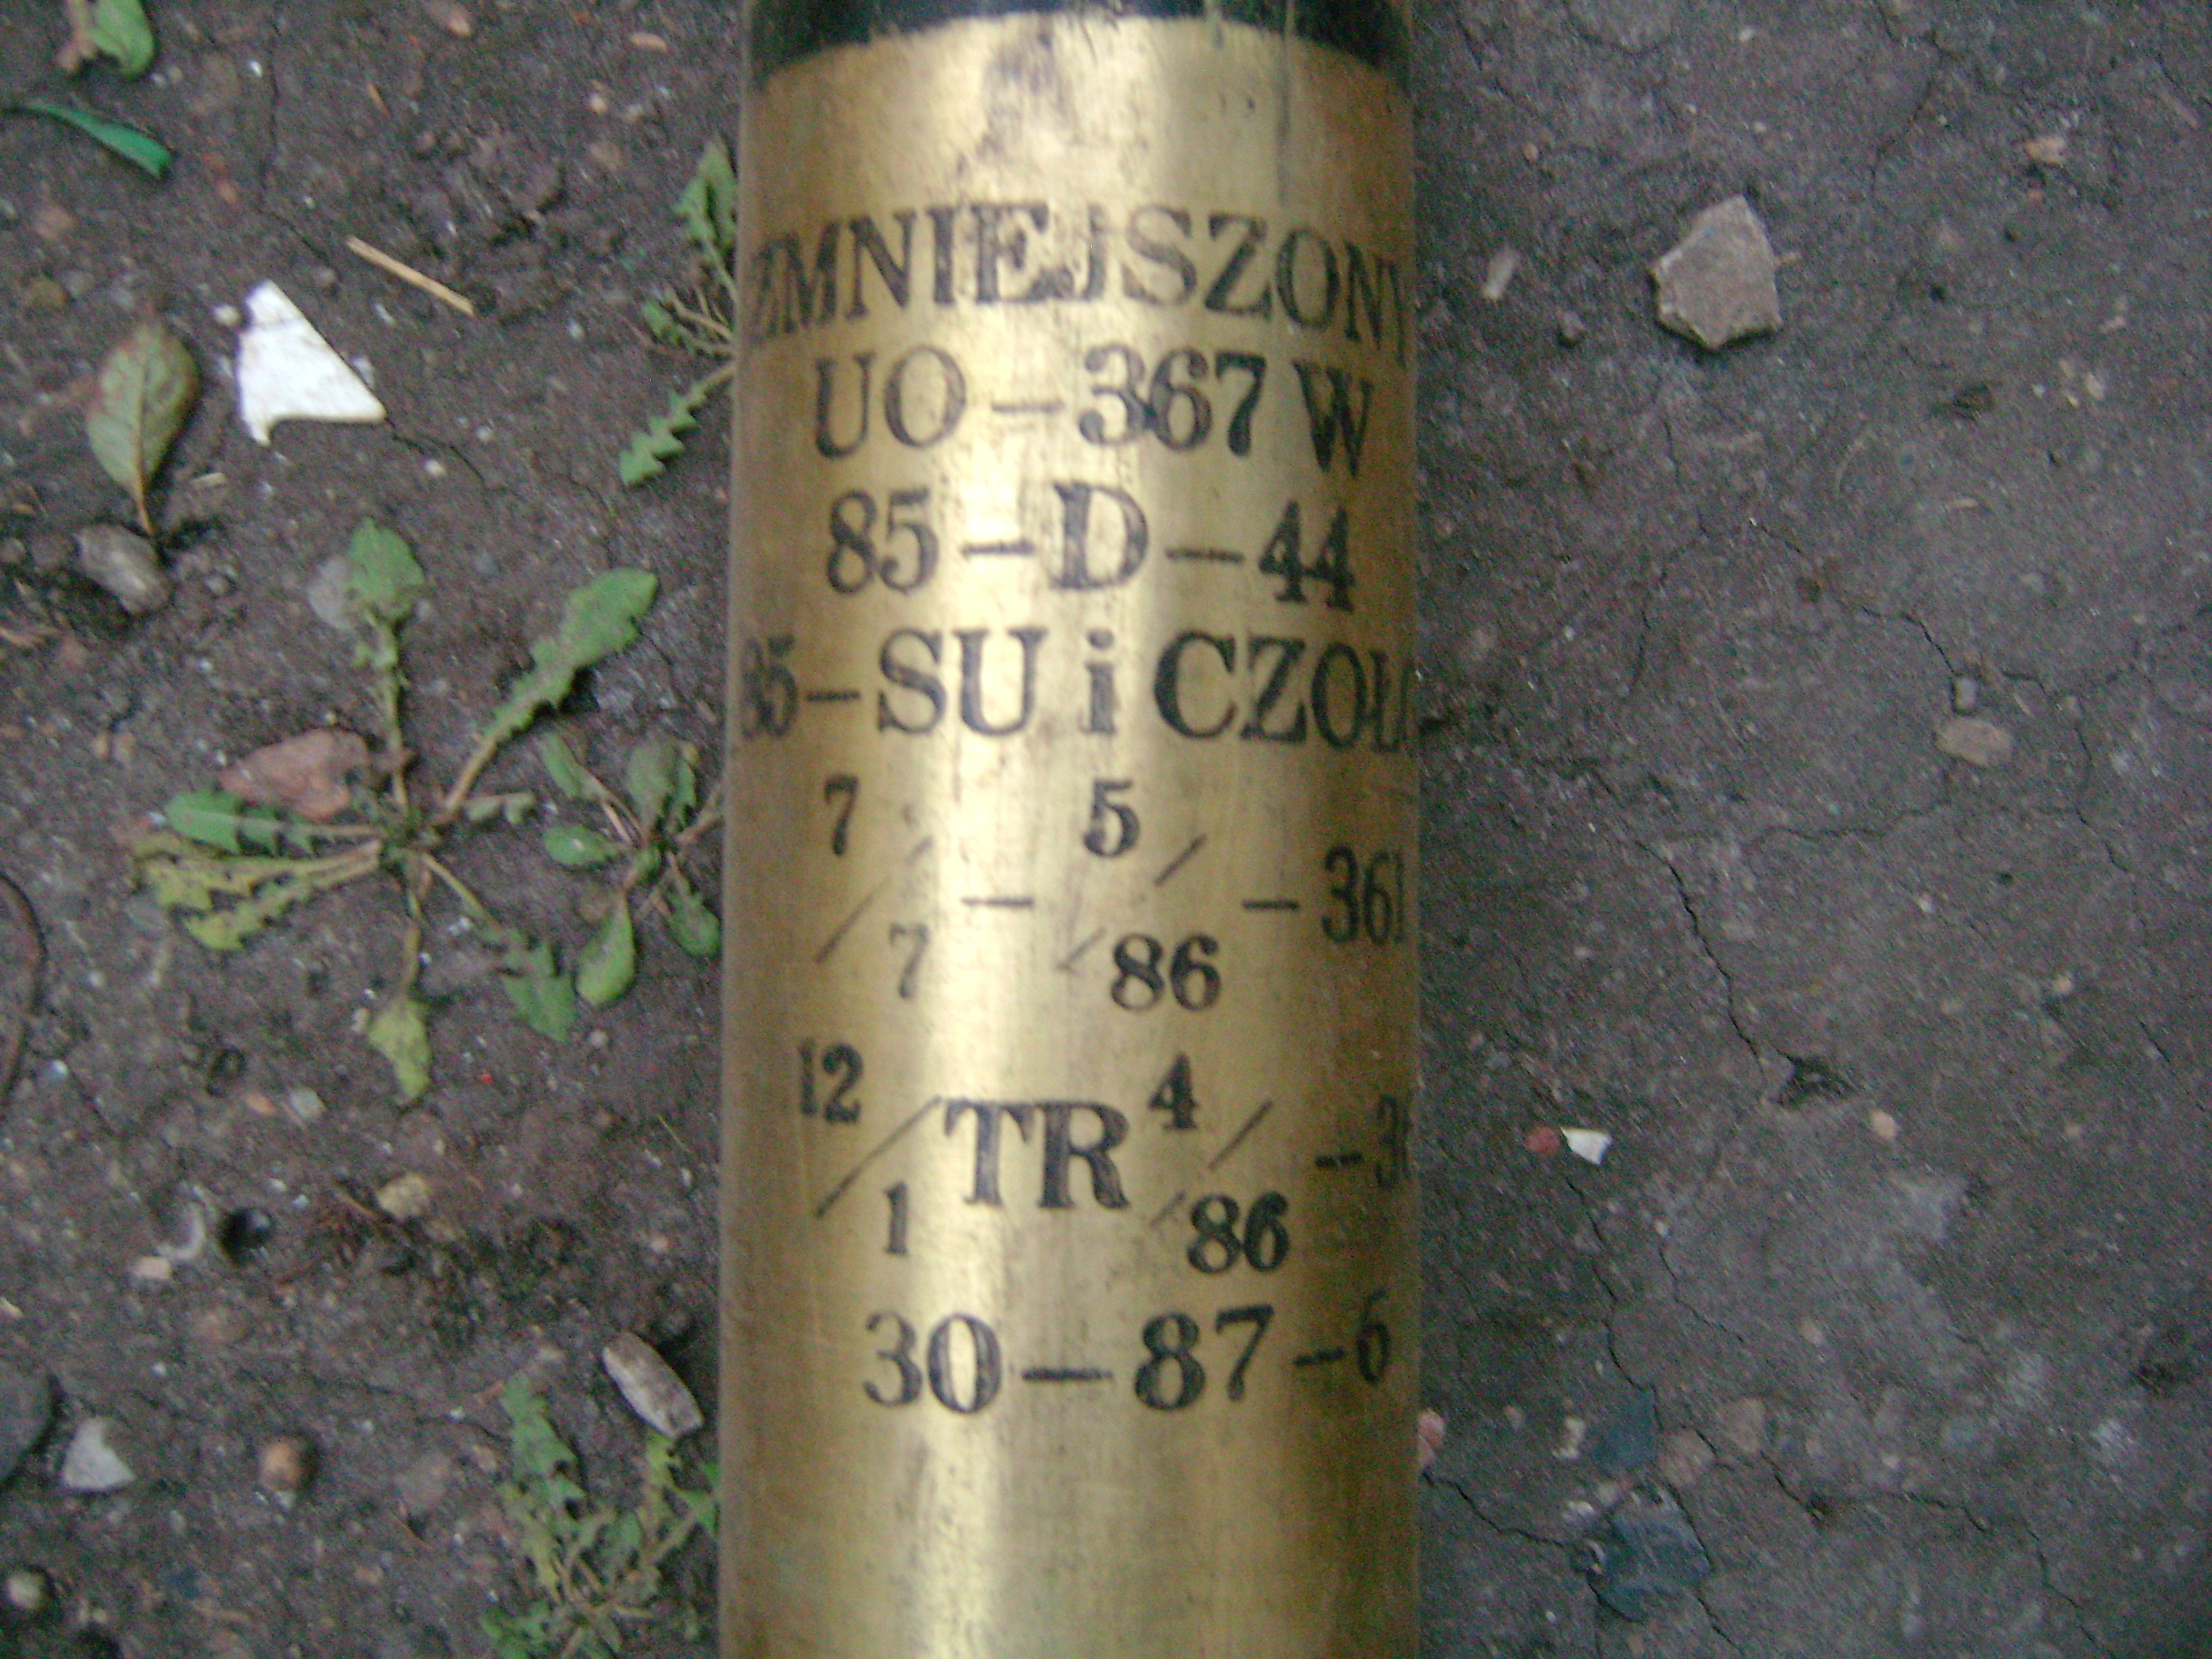 ZMNIEJSZONY
UO-367 W
85-D-44
85-SU i CZOŁG
7/7 - 5/86 - 361
12/1 TR 4/86 -
30-87-6